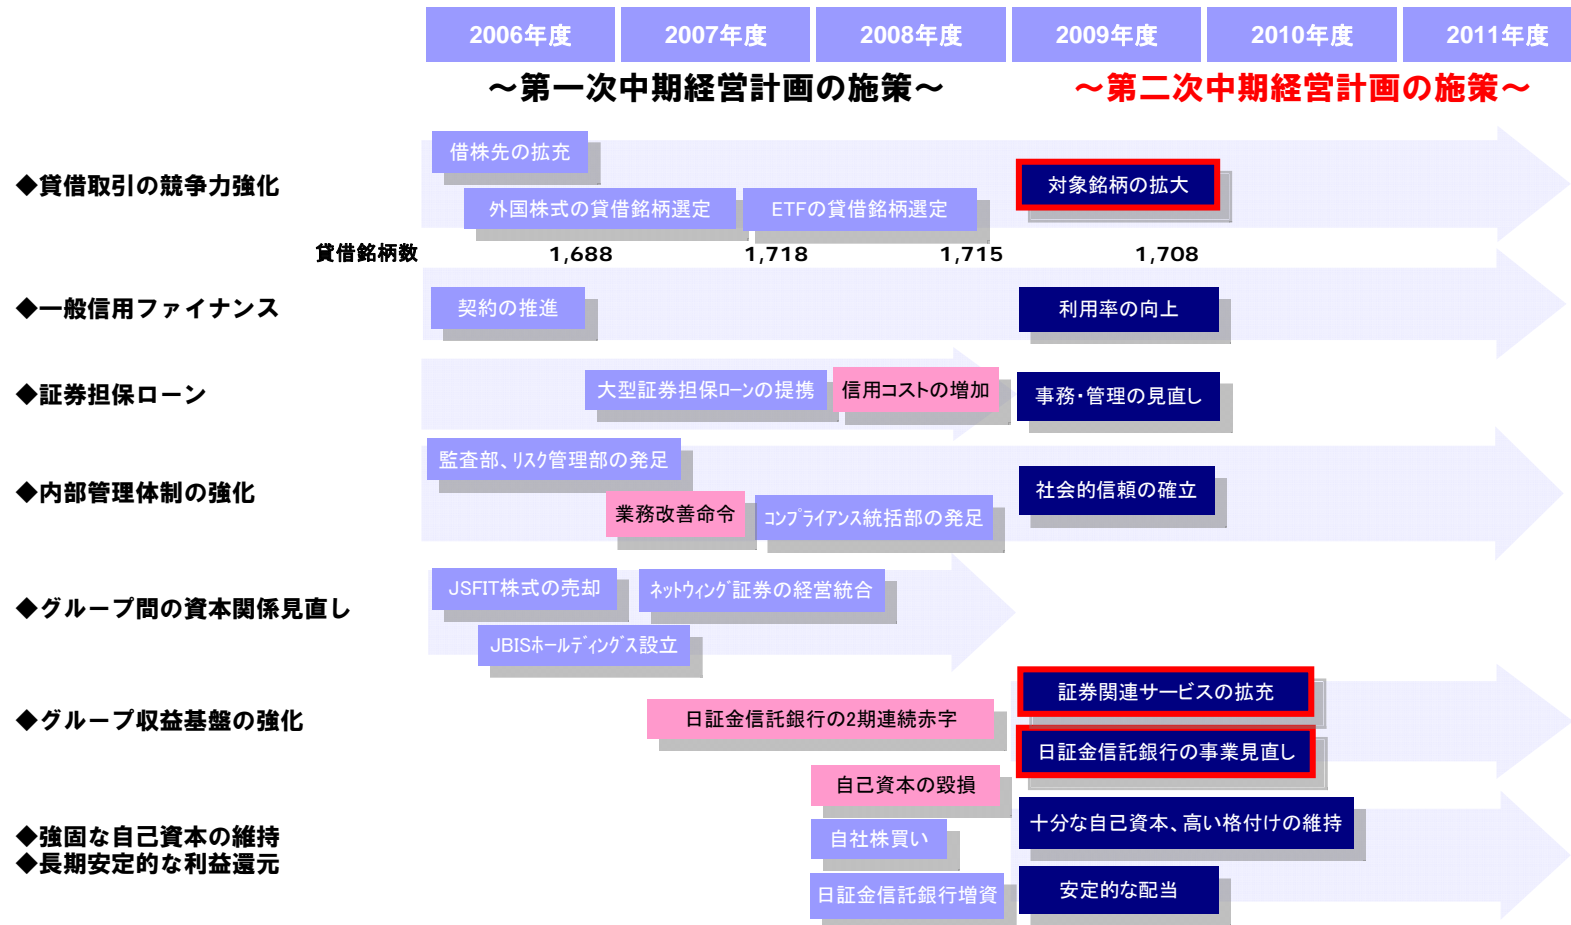 2006年度 2007年度 2008年度 2009年度 2010年度 2011年度
～第一次中期経営計画の施策～ ～第二次中期経営計画の施策～
◆貸借取引の競争力強化
借株先の拡充
外国株式の貸借銘柄選定
ETFの貸借銘柄選定
対象銘柄の拡大
貸借銘柄数 1,688 1,718 1,715 1,708
◆一般信用ファイナンス
契約の推進
利用率の向上
◆証券担保ローン
大型証券担保ﾛｰﾝの提携
信用コストの増加
事務・管理の見直し
◆内部管理体制の強化
監査部、ﾘｽｸ管理部の発足
業務改善命令
ｺﾝﾌﾟﾗｲｱﾝｽ統括部の発足
社会的信頼の確立
◆グループ間の資本関係見直し
JSFIT株式の売却
ﾈｯﾄｳｨﾝｸﾞ証券の経営統合
JBISﾎｰﾙﾃﾞｨﾝｸﾞｽ設立
◆グループ収益基盤の強化
日証金信託銀行の2期連続赤字
証券関連サービスの拡充
日証金信託銀行の事業見直し
◆強固な自己資本の維持
◆長期安定的な利益還元
自己資本の毀損
自社株買い
日証金信託銀行増資
十分な自己資本、高い格付けの維持
安定的な配当